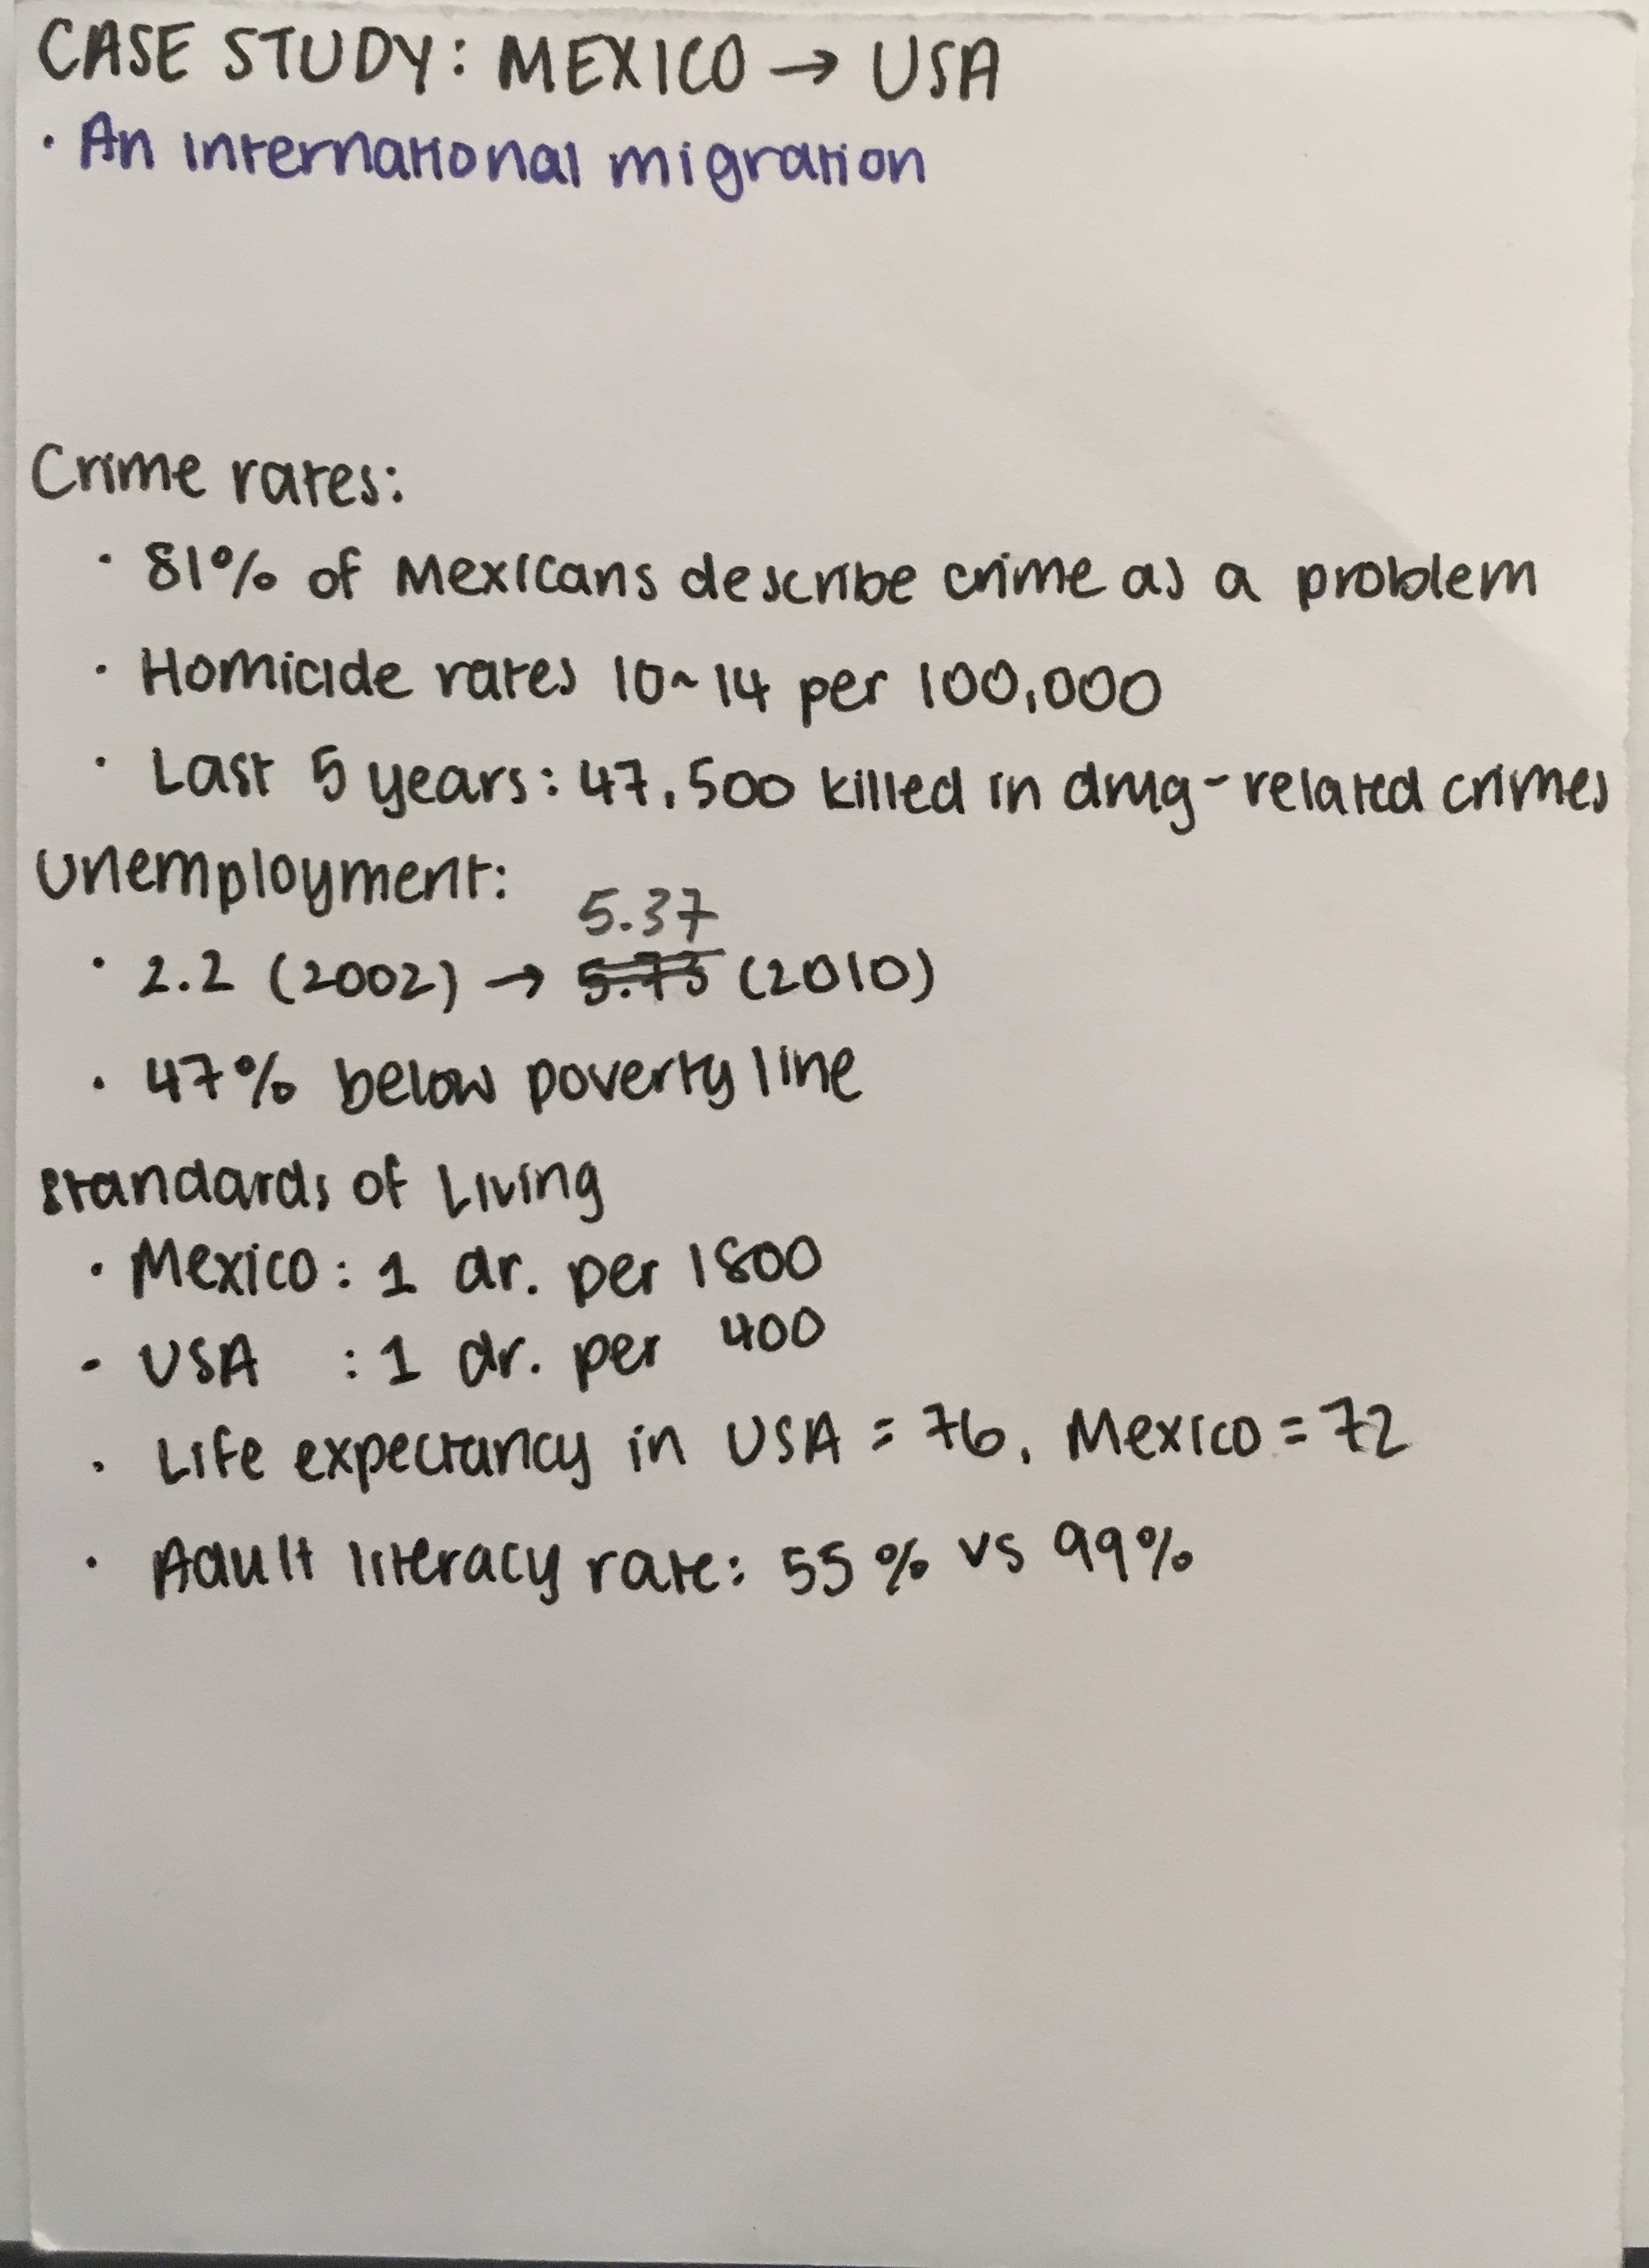 CASE STUDY: MEXICO → USA
· An international migration
Crime rates:
· 81% of Mexicans describe crime as a problem
· Homicide rates 10~14 per 100,000
· Last 5 years: 47,500 killed in drug-related crimes
Unemployment:
5.37
· 2.2 (2002) → 5.73 (2010)
· 47% below poverty line
Standards of Living
· Mexico: 1 dr. per 1800
- USA : 1 dr. per 400
· Life expectancy in USA = 76, Mexico = 72
· Adult literacy rate: 55% vs 99%